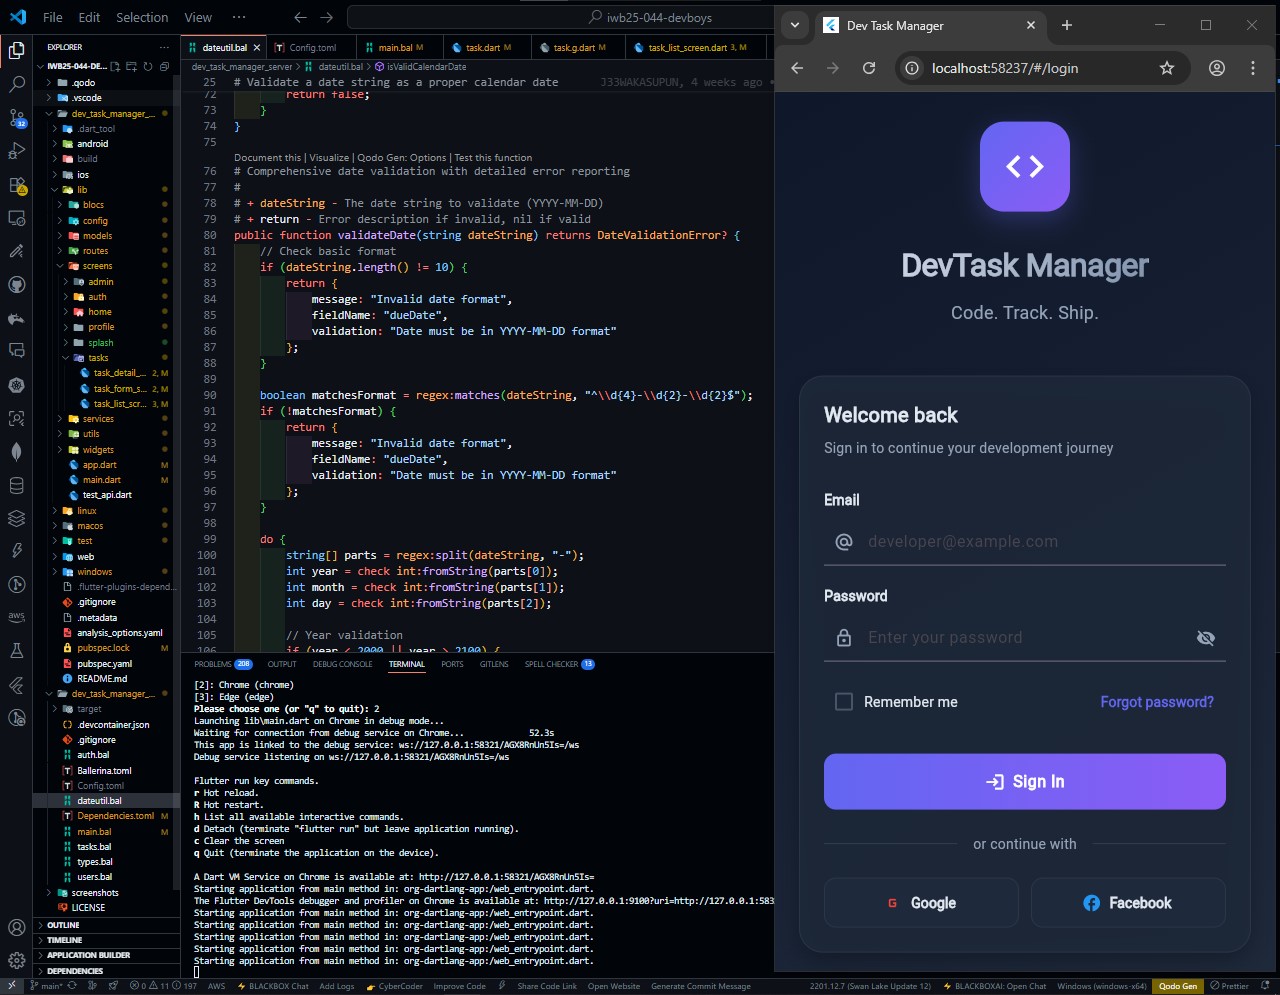 File Edit Selection View ··· iwb25-044-devboys
EXPLORER ···
IWB25-044-DE...
.qodo
.vscode
dev_task_manager_...
.dart_tool
android
build
ios
lib
blocs
config
models
routes
screens
admin
auth
home
profile
splash
tasks
task_detail_... 2, M
task_form_s... 2, M
task_list_scr... 3, M
services
utils
widgets
app.dart M
main.dart M
test_api.dart
linux
macos
test
web
windows
.flutter-plugins-depend...
.gitignore
.metadata
analysis_options.yaml
pubspec.lock M
pubspec.yaml
README.md
dev_task_manager_...
target
.devcontainer.json
.gitignore
auth.bal
Ballerina.toml
Config.toml
dateutil.bal
Dependencies.toml M
main.bal M
tasks.bal
types.bal
users.bal
screenshots
LICENSE
OUTLINE
TIMELINE
APPLICATION BUILDER
DEPENDENCIES
32
aws
dateutil.bal Config.toml main.bal M task.dart M task.g.dart M task_list_screen.dart 3, M
dev_task_manager_server > dateutil.bal > isValidCalendarDate
25 # Validate a date string as a proper calendar date J33WAKASUPUN, 4 weeks ago •
72 return false;
73 }
74 }
75
Document this | Visualize | Qodo Gen: Options | Test this function
76 # Comprehensive date validation with detailed error reporting
77 #
78 # + dateString - The date string to validate (YYYY-MM-DD)
79 # + return - Error description if invalid, nil if valid
80 public function validateDate(string dateString) returns DateValidationError? {
81 // Check basic format
82 if (dateString.length() != 10) {
83 return {
84 message: "Invalid date format",
85 fieldName: "dueDate",
86 validation: "Date must be in YYYY-MM-DD format"
87 };
88 }
89
90 boolean matchesFormat = regex:matches(dateString, "^\\d{4}-\\d{2}-\\d{2}$");
91 if (!matchesFormat) {
92 return {
93 message: "Invalid date format",
94 fieldName: "dueDate",
95 validation: "Date must be in YYYY-MM-DD format"
96 };
97 }
98
99 do {
100 string[] parts = regex:split(dateString, "-");
101 int year = check int:fromString(parts[0]);
102 int month = check int:fromString(parts[1]);
103 int day = check int:fromString(parts[2]);
104
105 // Year validation
106 if (year < 2000 || year > 2100) {
PROBLEMS 208 OUTPUT DEBUG CONSOLE TERMINAL PORTS GITLENS SPELL CHECKER 13
[2]: Chrome (chrome)
[3]: Edge (edge)
Please choose one (or "q" to quit): 2
Launching lib\main.dart on Chrome in debug mode...
Waiting for connection from debug service on Chrome... 52.3s
This app is linked to the debug service: ws://127.0.0.1:58321/AGX8RnUn5Is=/ws
Debug service listening on ws://127.0.0.1:58321/AGX8RnUn5Is=/ws
Flutter run key commands.
r Hot reload.
R Hot restart.
h List all available interactive commands.
d Detach (terminate "flutter run" but leave application running).
c Clear the screen
q Quit (terminate the application on the device).
A Dart VM Service on Chrome is available at: http://127.0.0.1:58321/AGX8RnUn5Is=
Starting application from main method in: org-dartlang-app:/web_entrypoint.dart.
The Flutter DevTools debugger and profiler on Chrome is available at: http://127.0.0.1:9100?uri=http://127.0.0.1:583
Starting application from main method in: org-dartlang-app:/web_entrypoint.dart.
Starting application from main method in: org-dartlang-app:/web_entrypoint.dart.
Starting application from main method in: org-dartlang-app:/web_entrypoint.dart.
Starting application from main method in: org-dartlang-app:/web_entrypoint.dart.
Starting application from main method in: org-dartlang-app:/web_entrypoint.dart.
main* 0 11 197 AWS BLACKBOX Chat Add Logs CyberCoder Improve Code Share Code Link Open Website Generate Commit Message 2201.12.7 (Swan Lake Update 12) BLACKBOXAI: Open Chat Windows (windows-x64) Qodo Gen Prettier
Dev Task Manager
localhost:58237/#/login
DevTask Manager
Code. Track. Ship.
Welcome back
Sign in to continue your development journey
Email
@ developer@example.com
Password
Enter your password
Remember me Forgot password?
Sign In
or continue with
G Google Facebook